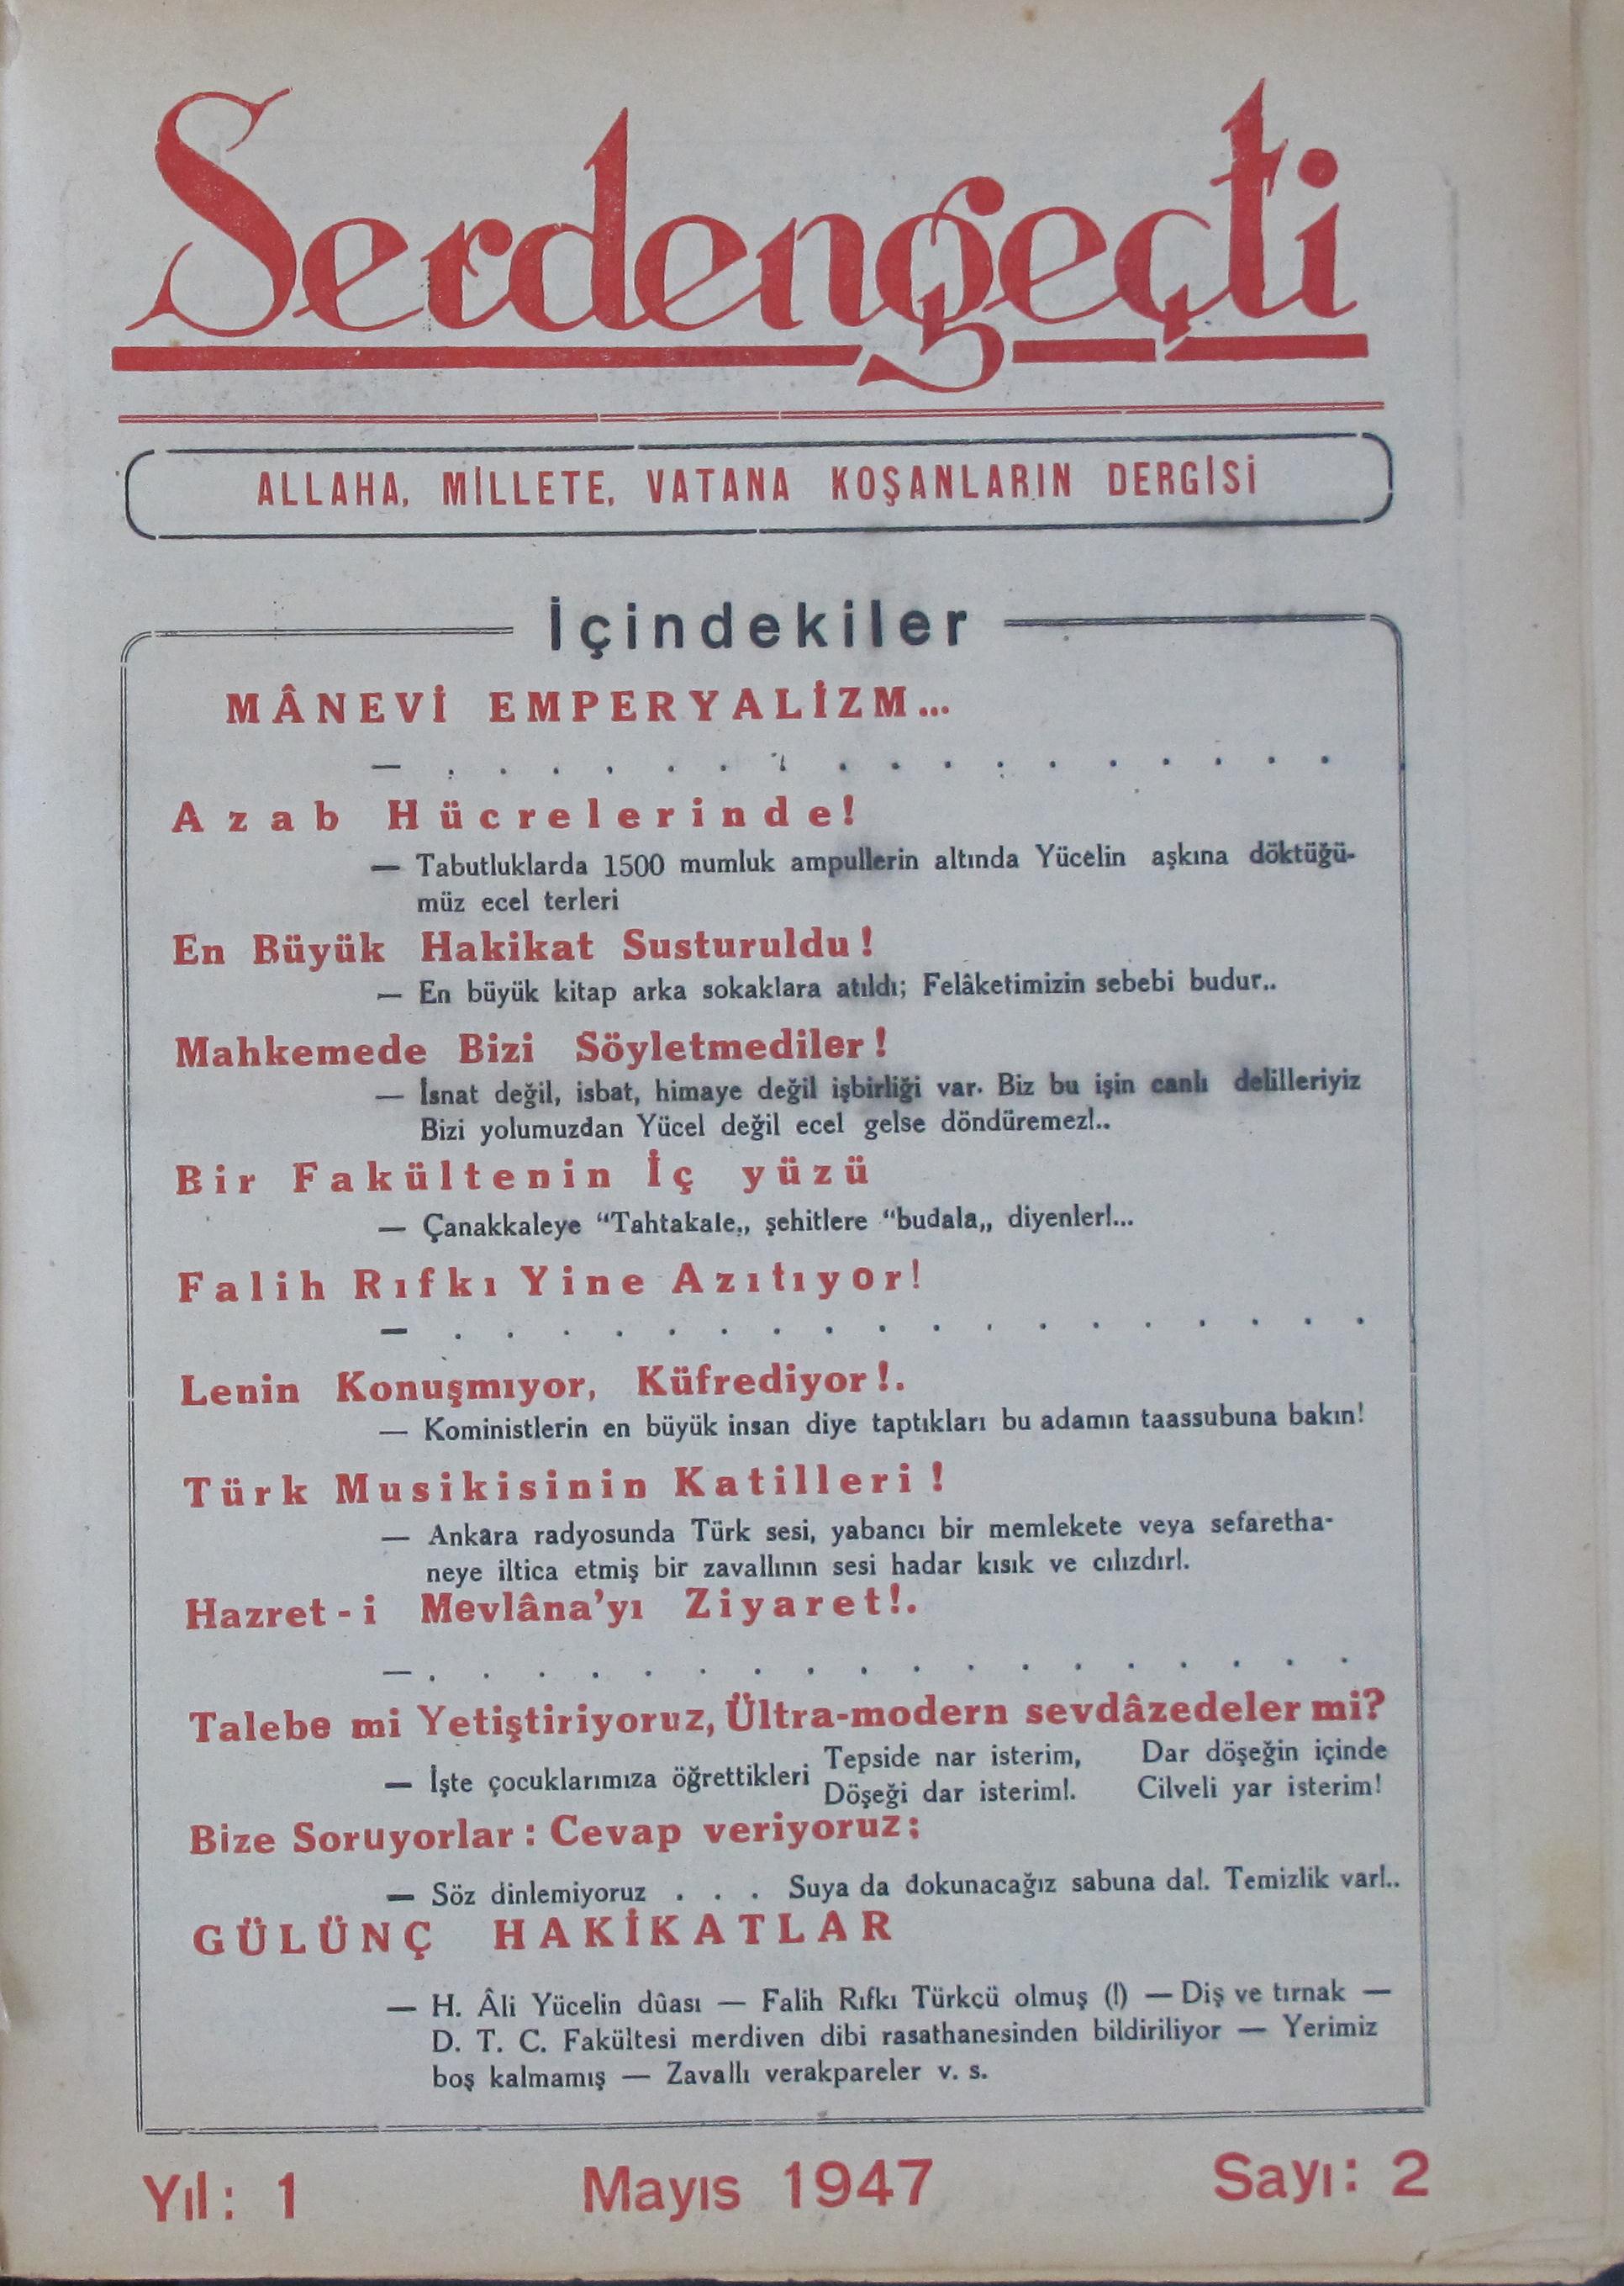 Serdengeçti
ALLAHA, MİLLETE, VATANA KOŞANLARIN DERGİSİ
İçindekiler
MÂNEVİ EMPERYALİZM...
— . . . . . . . . . . . . . . . . .
Azab Hücrelerinde!
— Tabutluklarda 1500 mumluk ampullerin altında Yücelin aşkına döktüğü-
müz ecel terleri
En Büyük Hakikat Susturuldu!
— En büyük kitap arka sokaklara atıldı; Felâketimizin sebebi budur..
Mahkemede Bizi Söyletmediler!
— İsnat değil, isbat, himaye değil işbirliği var. Biz bu işin canlı delilleriyiz
Bizi yolumuzdan Yücel değil ecel gelse döndüremez!..
Bir Fakültenin İç yüzü
— Çanakkaleye “Tahtakale„ şehitlere “budala„ diyenler!...
Falih Rıfkı Yine Azıtıyor!
— . . . . . . . . . . . . . . . . . .
Lenin Konuşmıyor, Küfrediyor!.
— Koministlerin en büyük insan diye taptıkları bu adamın taassubuna bakın!
Türk Musikisinin Katilleri!
— Ankara radyosunda Türk sesi, yabancı bir memlekete veya sefaretha-
neye iltica etmiş bir zavallının sesi hadar kısık ve cılızdır!.
Hazret-i Mevlâna’yı Ziyaret!.
— . . . . . . . . . . . . . . . . . .
Talebe mi Yetiştiriyoruz, Ültra-modern sevdâzedeler mi?
— İşte çocuklarımıza öğrettikleri Tepside nar isterim, Dar döşeğin içinde
Döşeği dar isterim!. Cilveli yar isterim!
Bize Soruyorlar: Cevap veriyoruz;
— Söz dinlemiyoruz . . . Suya da dokunacağız sabuna da!. Temizlik var!..
GÜLÜNÇ HAKİKATLAR
— H. Âli Yücelin dûası — Falih Rıfkı Türkcü olmuş (!) — Diş ve tırnak —
D. T. C. Fakültesi merdiven dibi rasathanesinden bildiriliyor — Yerimiz
boş kalmamış — Zavallı verakpareler v. s.
Yıl: 1 Mayıs 1947 Sayı: 2